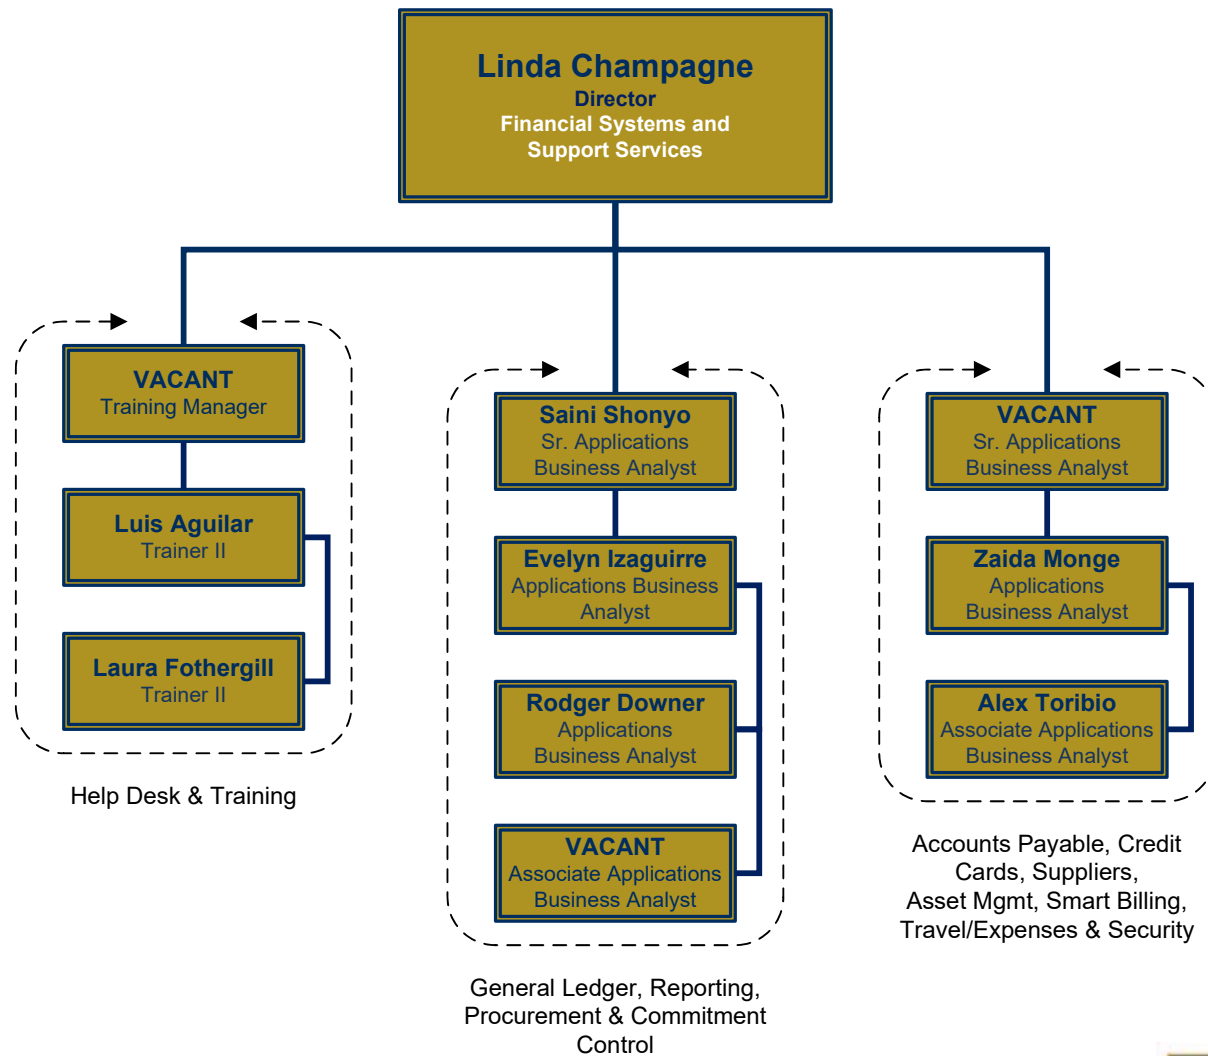 Linda Champagne
Director
Financial Systems and
Support Services
VACANT
Training Manager
Luis Aguilar
Trainer II
Laura Fothergill
Trainer II
Help Desk & Training
Saini Shonyo
Sr. Applications
Business Analyst
Evelyn Izaguirre
Applications Business
Analyst
Rodger Downer
Applications
Business Analyst
VACANT
Associate Applications
Business Analyst
General Ledger, Reporting,
Procurement & Commitment
Control
VACANT
Sr. Applications
Business Analyst
Zaida Monge
Applications
Business Analyst
Alex Toribio
Associate Applications
Business Analyst
Accounts Payable, Credit
Cards, Suppliers,
Asset Mgmt, Smart Billing,
Travel/Expenses & Security